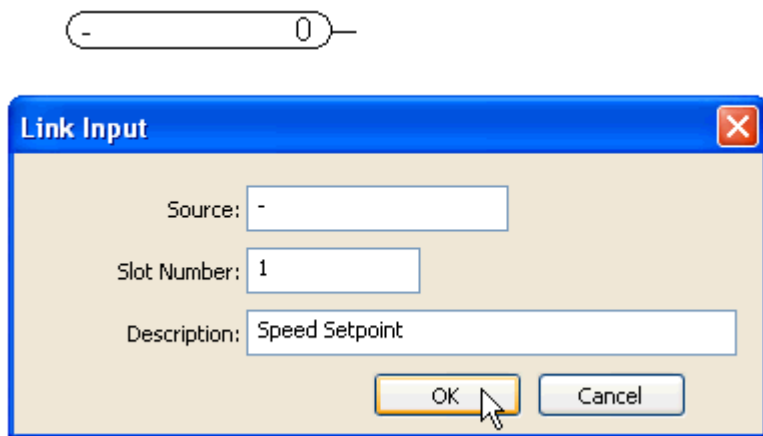 - 0
Link Input
Source: -
Slot Number: 1
Description: Speed Setpoint
OK Cancel